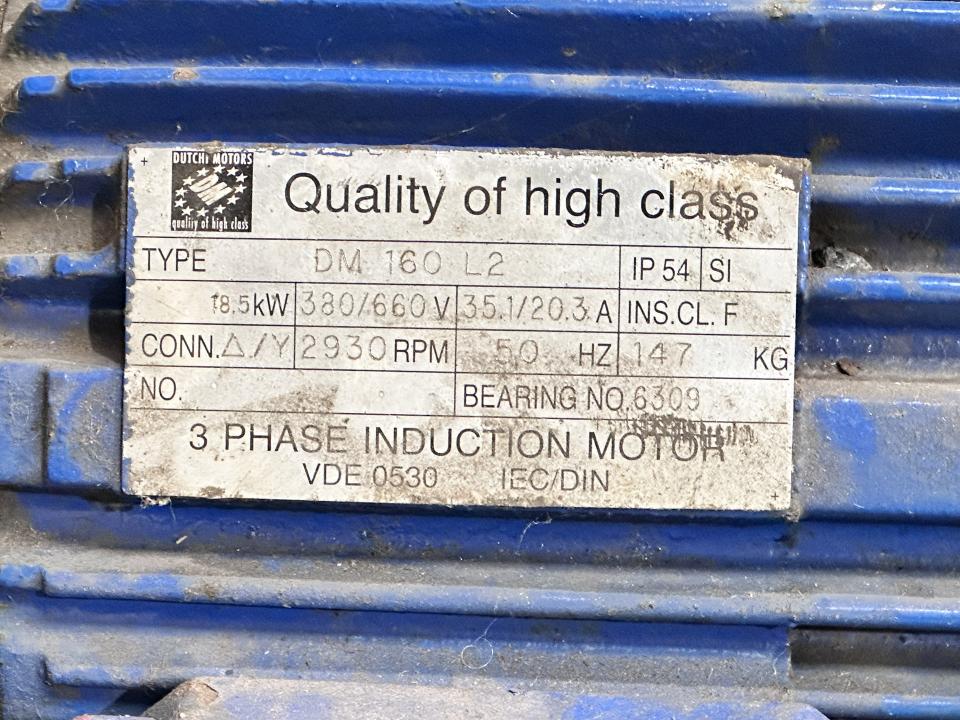 DUTCHI MOTORS
DM
quality of high class
Quality of high class
TYPE DM 160 L2 IP 54 SI
18.5kW 380/660 V 35.1/20.3 A INS.CL. F
CONN. Δ/Y 2930 RPM 50 HZ 147 KG
NO. BEARING NO. 6309
3 PHASE INDUCTION MOTOR
VDE 0530 IEC/DIN